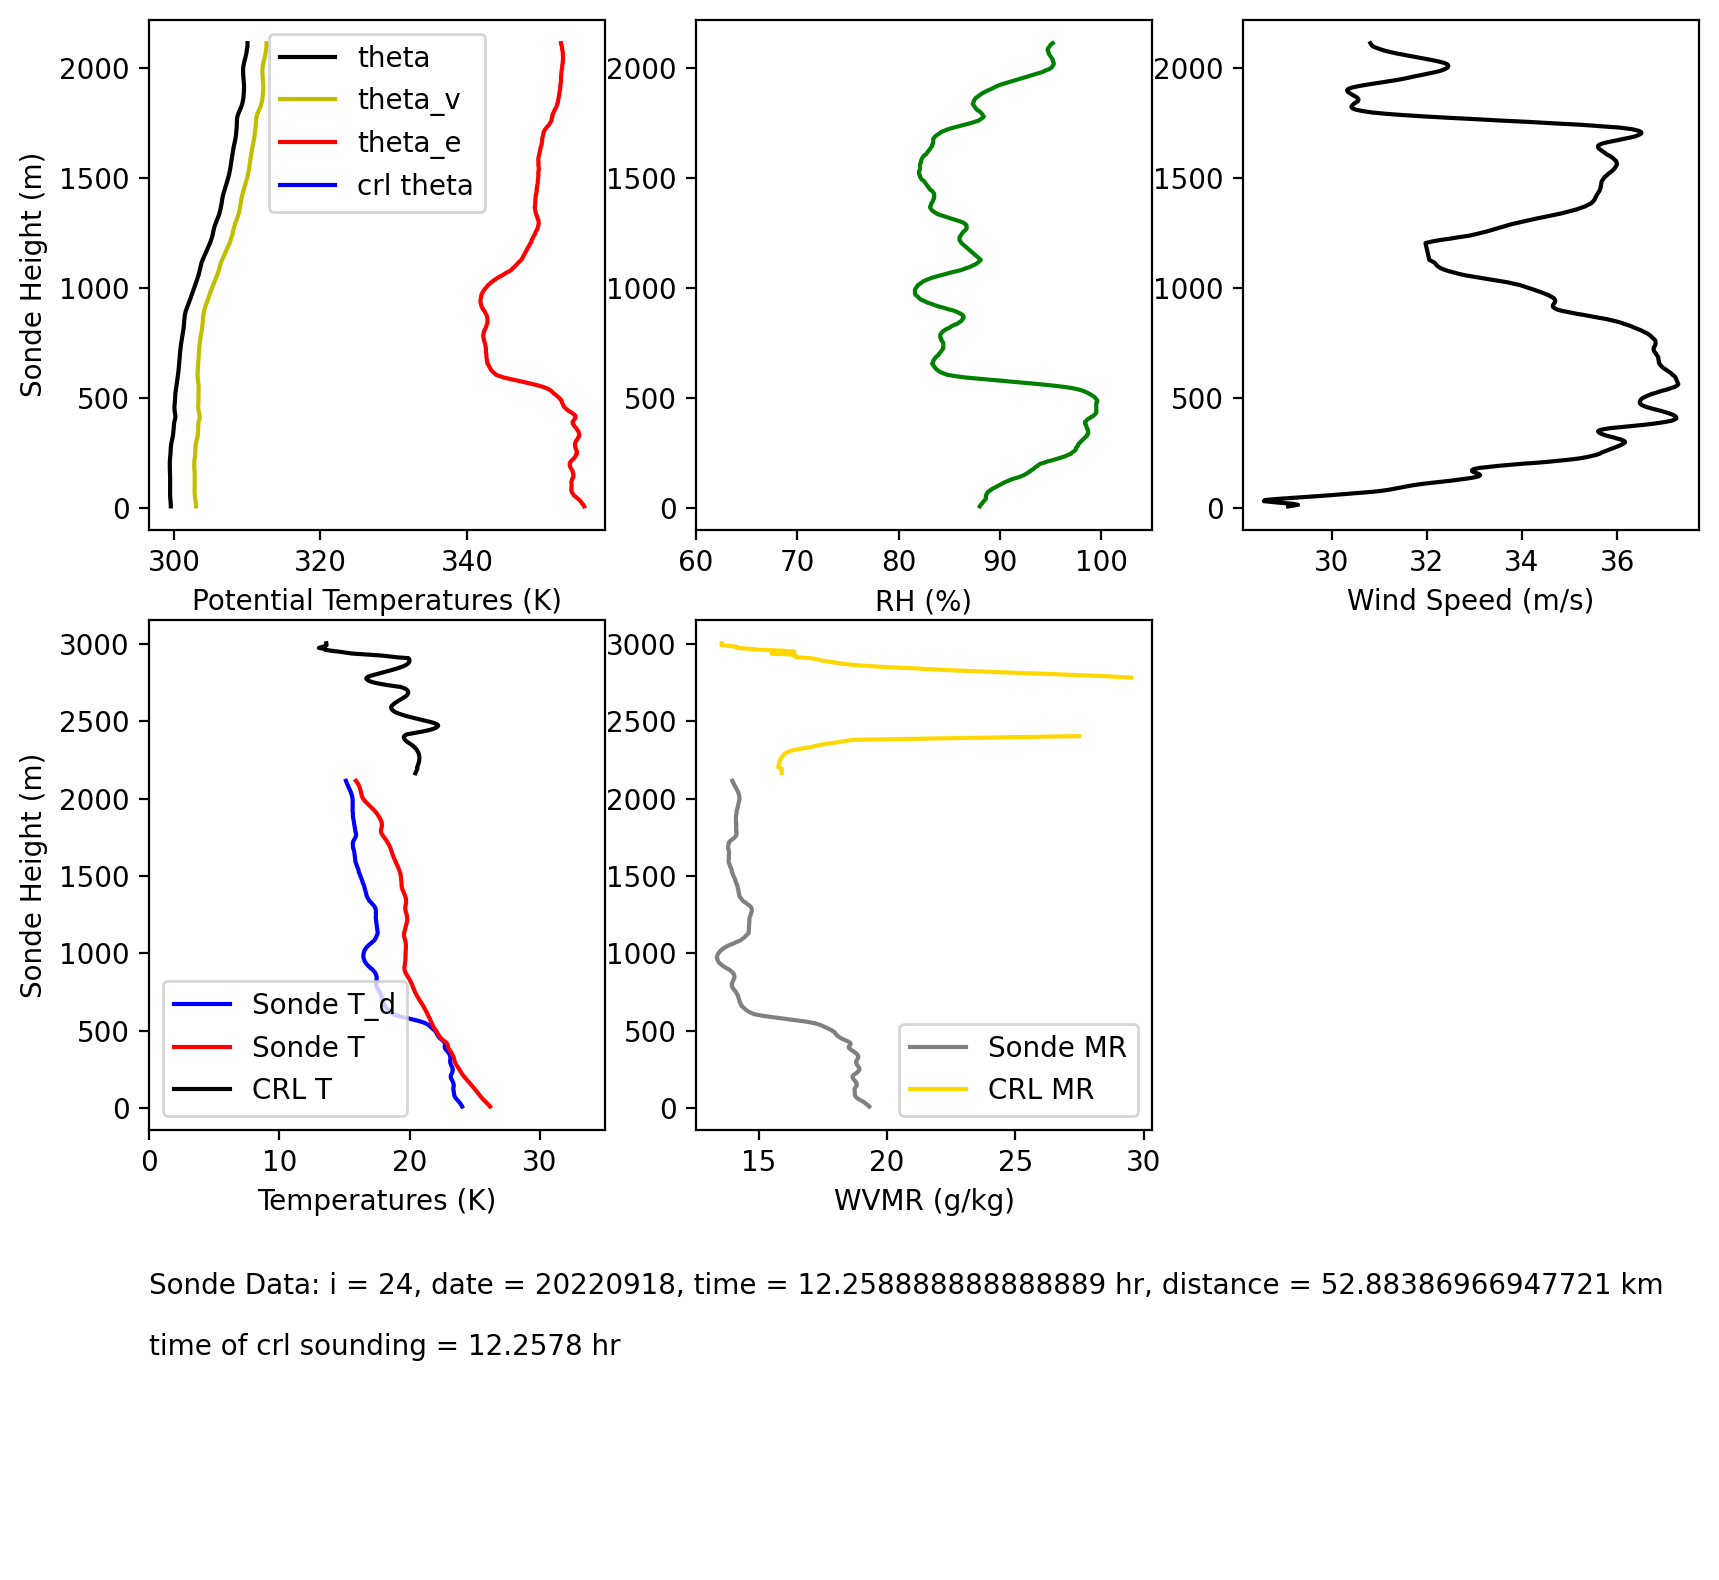 2000
1500
1000
500
0
Sonde Height (m)
theta
theta_v
theta_e
crl theta
300 320 340
Potential Temperatures (K)
2000
1500
1000
500
0
60 70 80 90 100
RH (%)
2000
1500
1000
500
0
30 32 34 36
Wind Speed (m/s)
3000
2500
2000
1500
1000
500
0
Sonde Height (m)
Sonde T_d
Sonde T
CRL T
0 10 20 30
Temperatures (K)
3000
2500
2000
1500
1000
500
0
Sonde MR
CRL MR
15 20 25 30
WVMR (g/kg)
Sonde Data: i = 24, date = 20220918, time = 12.258888888888889 hr, distance = 52.88386966947721 km
time of crl sounding = 12.2578 hr